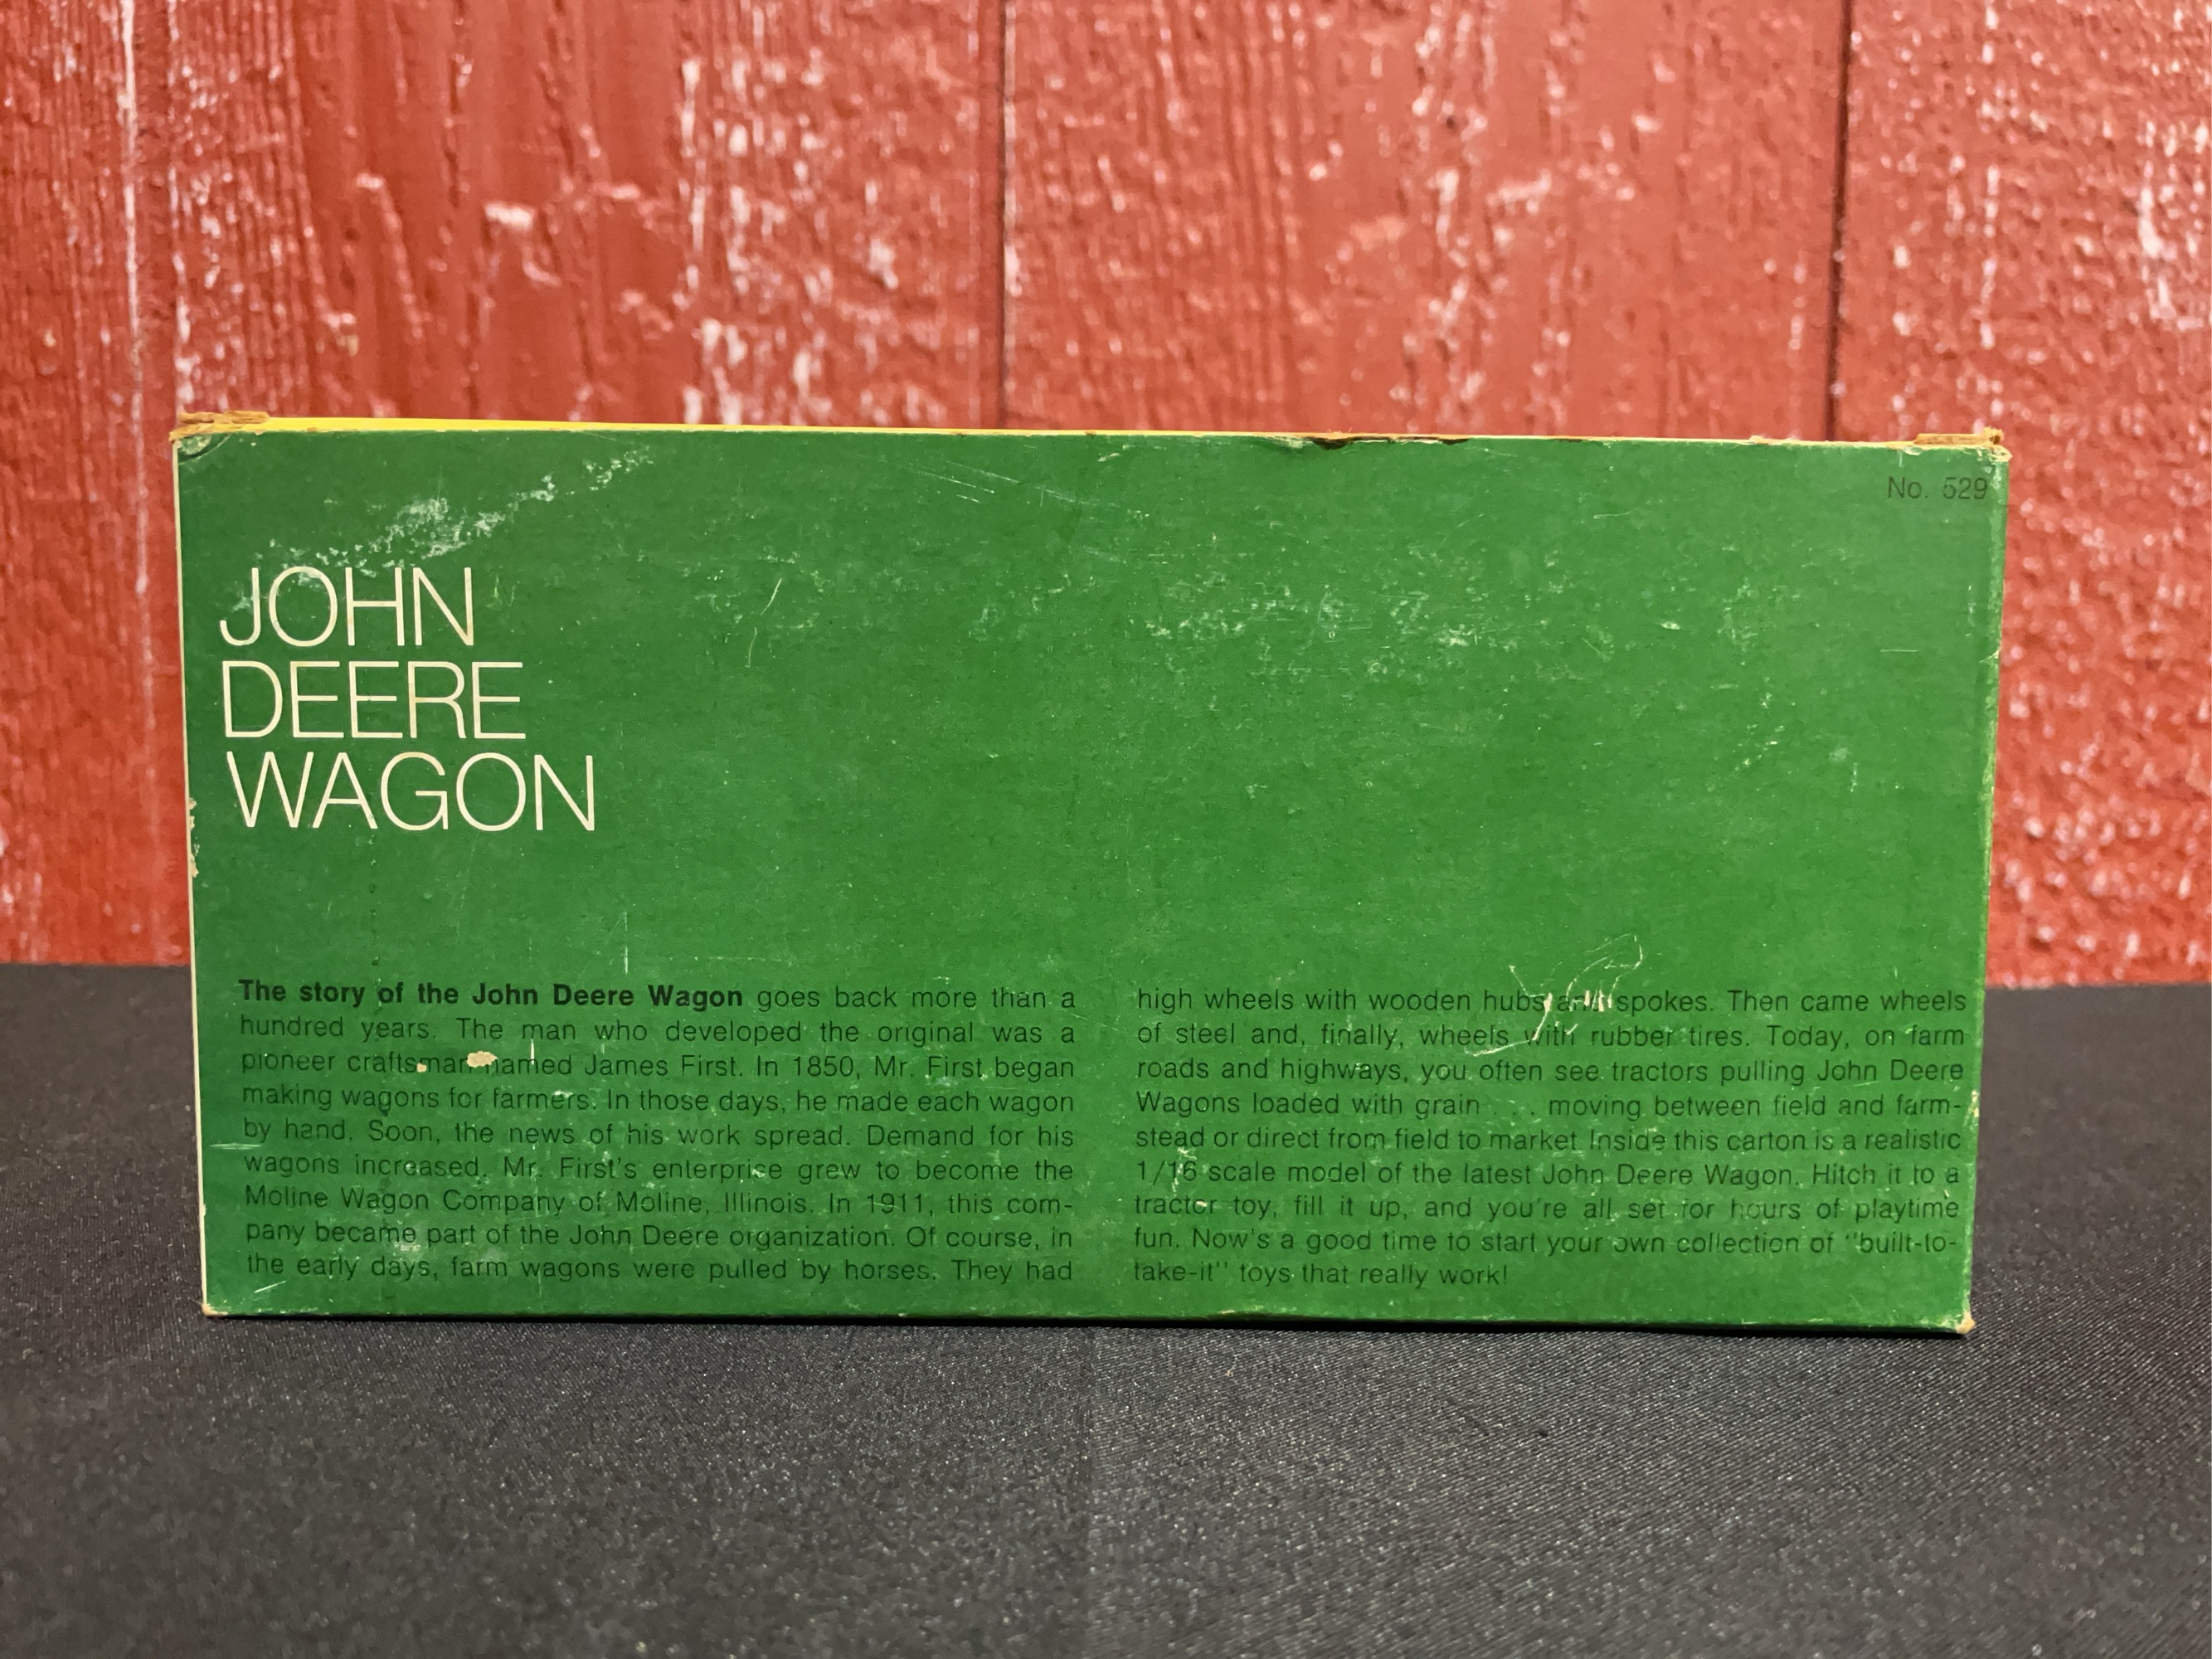 No. 529
JOHN
DEERE
WAGON
The story of the John Deere Wagon goes back more than a
hundred years. The man who developed the original was a
pioneer craftsman named James First. In 1850, Mr. First began
making wagons for farmers. In those days, he made each wagon
by hand. Soon, the news of his work spread. Demand for his
wagons increased. Mr. First's enterprise grew to become the
Moline Wagon Company of Moline, Illinois. In 1911, this com-
pany became part of the John Deere organization. Of course, in
the early days, farm wagons were pulled by horses. They had
high wheels with wooden hubs and spokes. Then came wheels
of steel and, finally, wheels with rubber tires. Today, on farm
roads and highways, you often see tractors pulling John Deere
Wagons loaded with grain . . . moving between field and farm-
stead or direct from field to market. Inside this carton is a realistic
1/16 scale model of the latest John Deere Wagon. Hitch it to a
tractor toy, fill it up, and you're all set for hours of playtime
fun. Now's a good time to start your own collection of "built-to-
take-it" toys that really work!